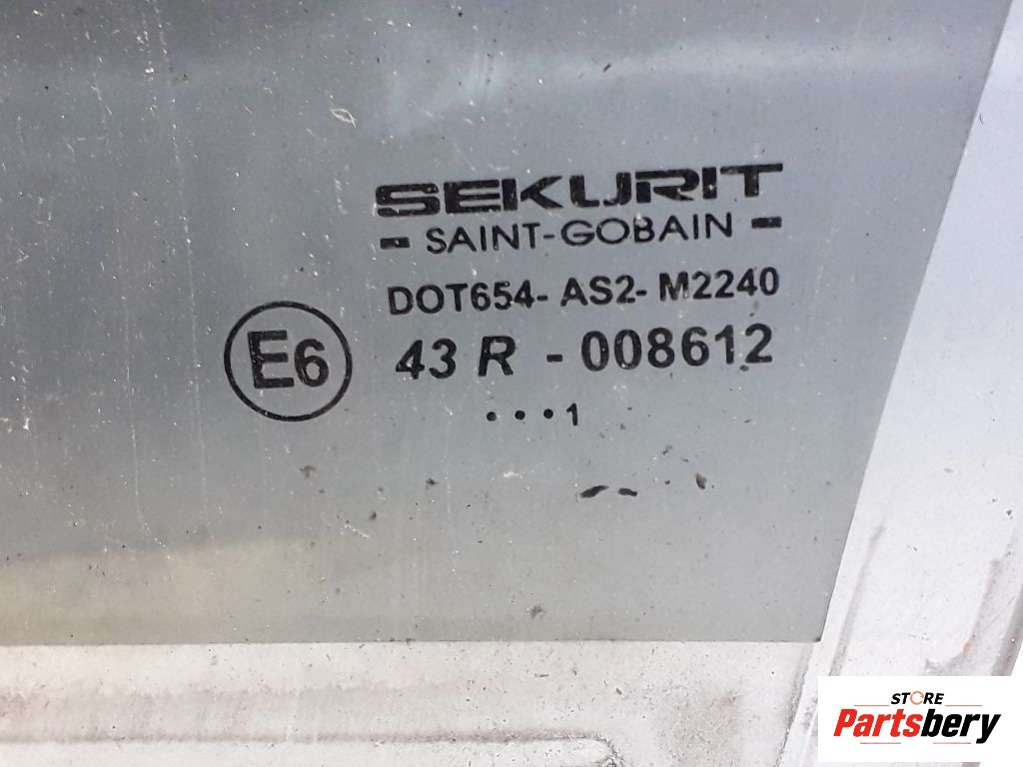 SEKURIT
- SAINT-GOBAIN -
DOT654- AS2- M2240
E6 43 R - 008612
•••1
STORE
Partsbery